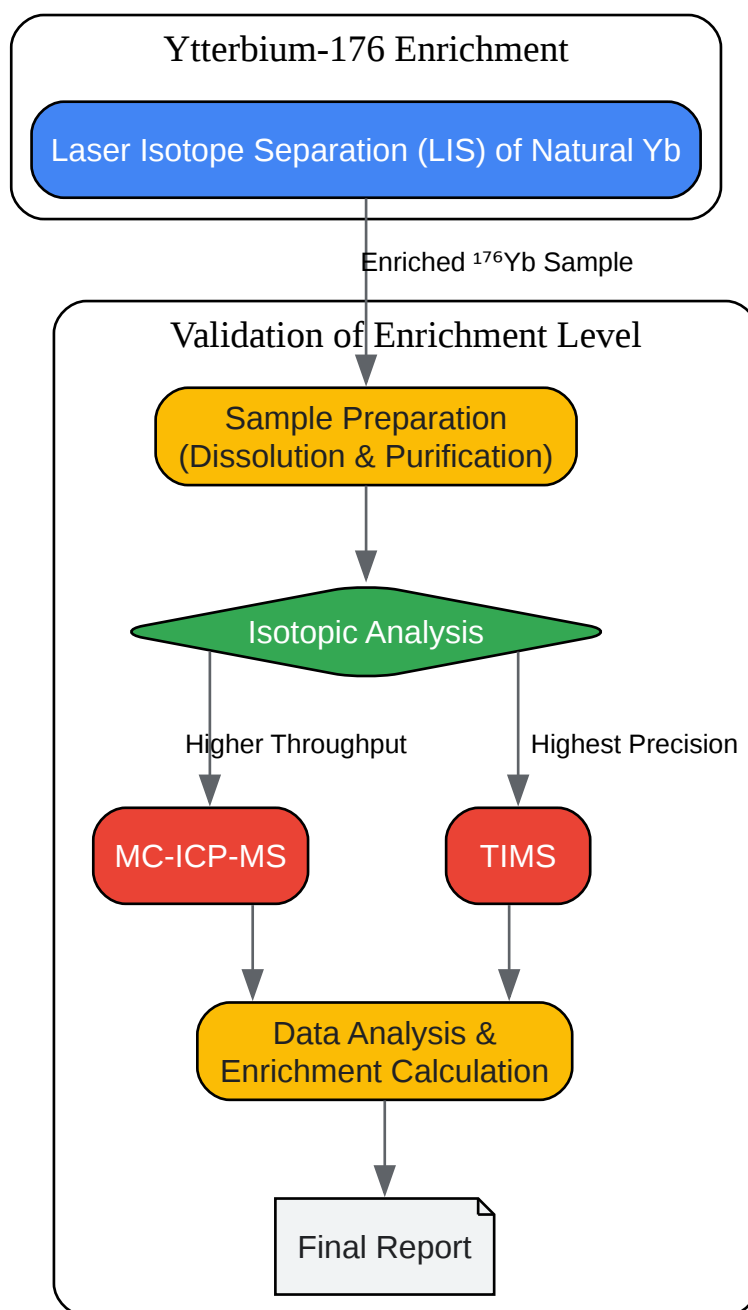 Ytterbium-176 Enrichment
Laser Isotope Separation (LIS) of Natural Yb
Enriched ¹⁷⁶Yb Sample
Validation of Enrichment Level
Sample Preparation
(Dissolution & Purification)
Isotopic Analysis
Higher Throughput
Highest Precision
MC-ICP-MS
TIMS
Data Analysis &
Enrichment Calculation
Final Report